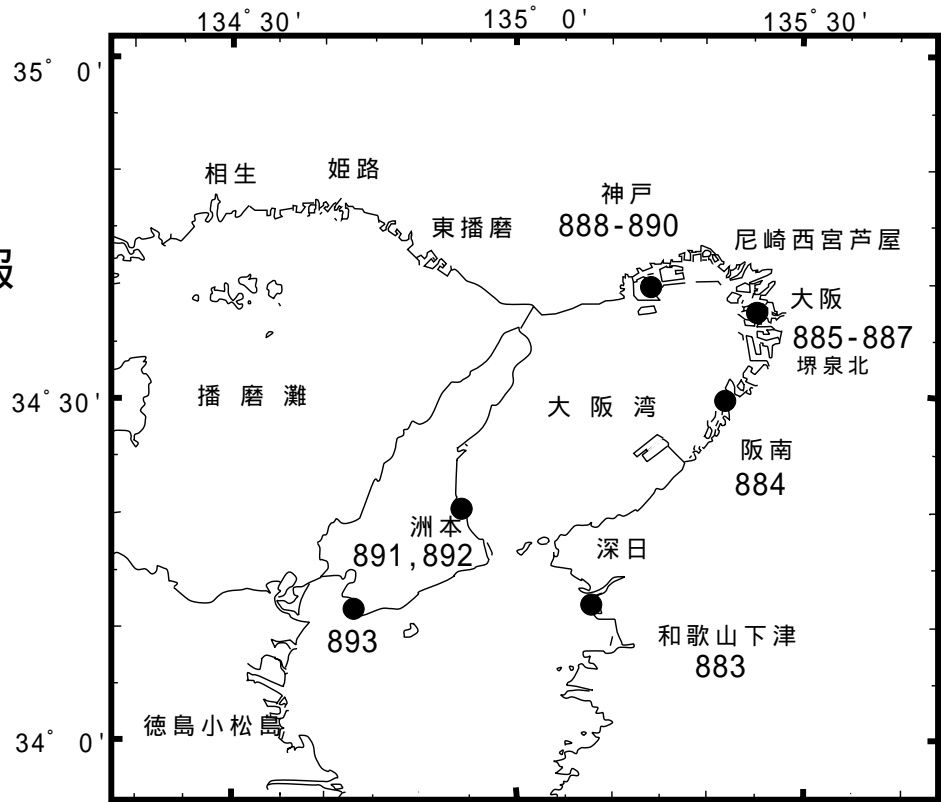 134°30'
135°0'
135°30'
35°0'
相生
姫路
神戸
888-890
東播磨
尼崎西宮芦屋
報
大阪
885-887
堺泉北
34°30'
播磨灘
大阪湾
阪南
884
洲本
891,892
深日
893
和歌山下津
883
徳島小松島
34°0'